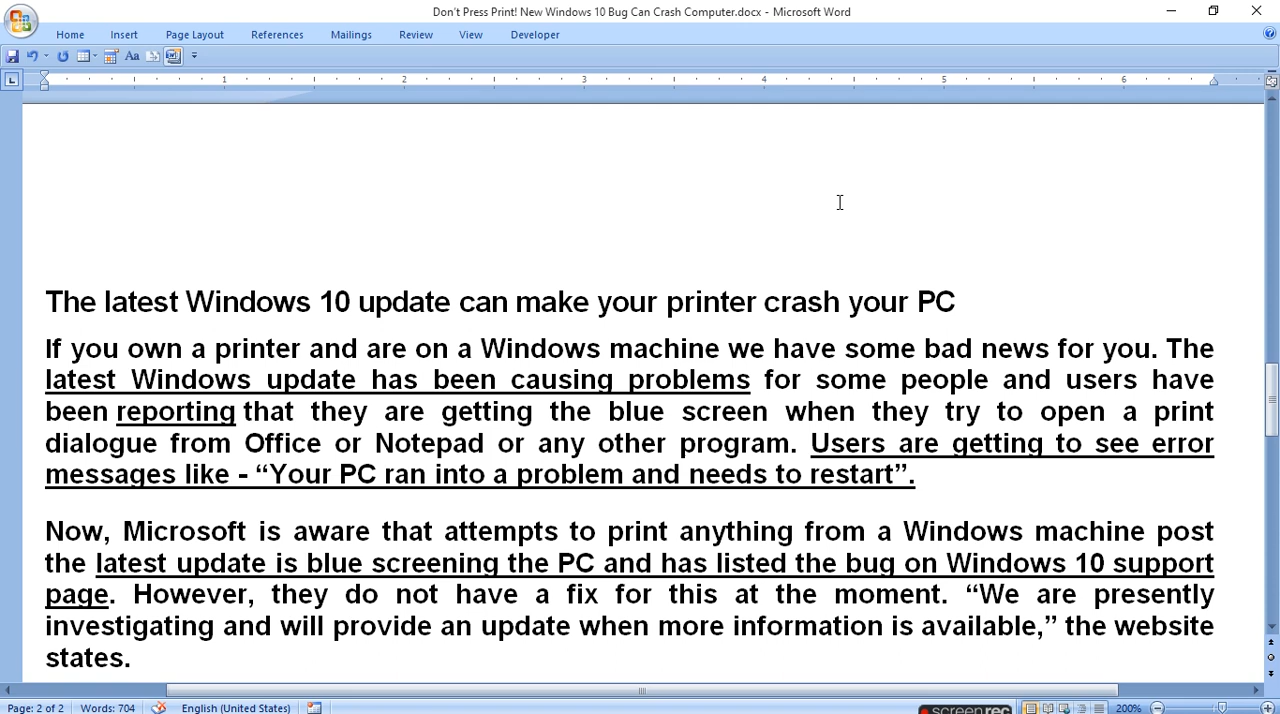 Don't Press Print! New Windows 10 Bug Can Crash Computer.docx - Microsoft Word
Home Insert Page Layout References Mailings Review View Developer
Aa
L 1 2 3 4 5 6
The latest Windows 10 update can make your printer crash your PC
If you own a printer and are on a Windows machine we have some bad news for you. The
latest Windows update has been causing problems for some people and users have
been reporting that they are getting the blue screen when they try to open a print
dialogue from Office or Notepad or any other program. Users are getting to see error
messages like - “Your PC ran into a problem and needs to restart”.
Now, Microsoft is aware that attempts to print anything from a Windows machine post
the latest update is blue screening the PC and has listed the bug on Windows 10 support
page. However, they do not have a fix for this at the moment. “We are presently
investigating and will provide an update when more information is available,” the website
states.
Page: 2 of 2 Words: 704 English (United States) screenrec 200%